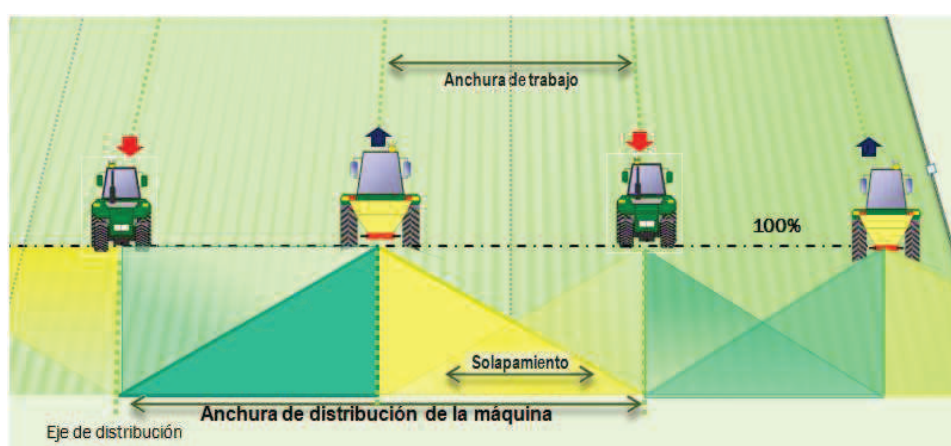 Anchura de trabajo
100%
Solapamiento
Anchura de distribución de la máquina
Eje de distribución